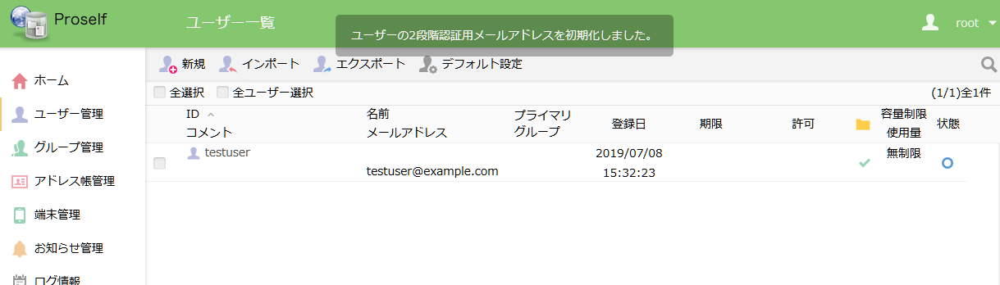 Proself
ユーザー一覧
ユーザーの2段階認証用メールアドレスを初期化しました。
root
新規 インポート エクスポート デフォルト設定
ホーム
ユーザー管理
グループ管理
アドレス帳管理
端末管理
お知らせ管理
ログ情報
全選択 全ユーザー選択 (1/1)全1件
ID 名前 プライマリ 容量制限
コメント メールアドレス グループ 登録日 期限 許可 使用量 状態
testuser 2019/07/08 無制限
testuser@example.com 15:32:23